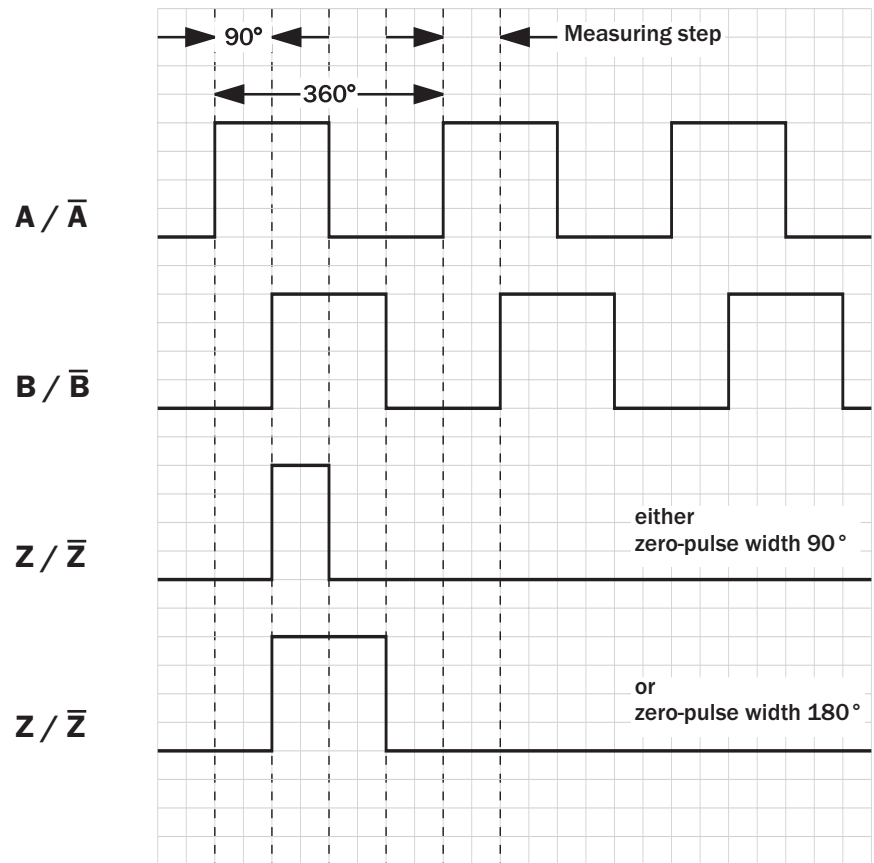 90° Measuring step
360°
A / A̅
B / B̅
Z / Z̅
either
zero-pulse width 90°
Z / Z̅
or
zero-pulse width 180°